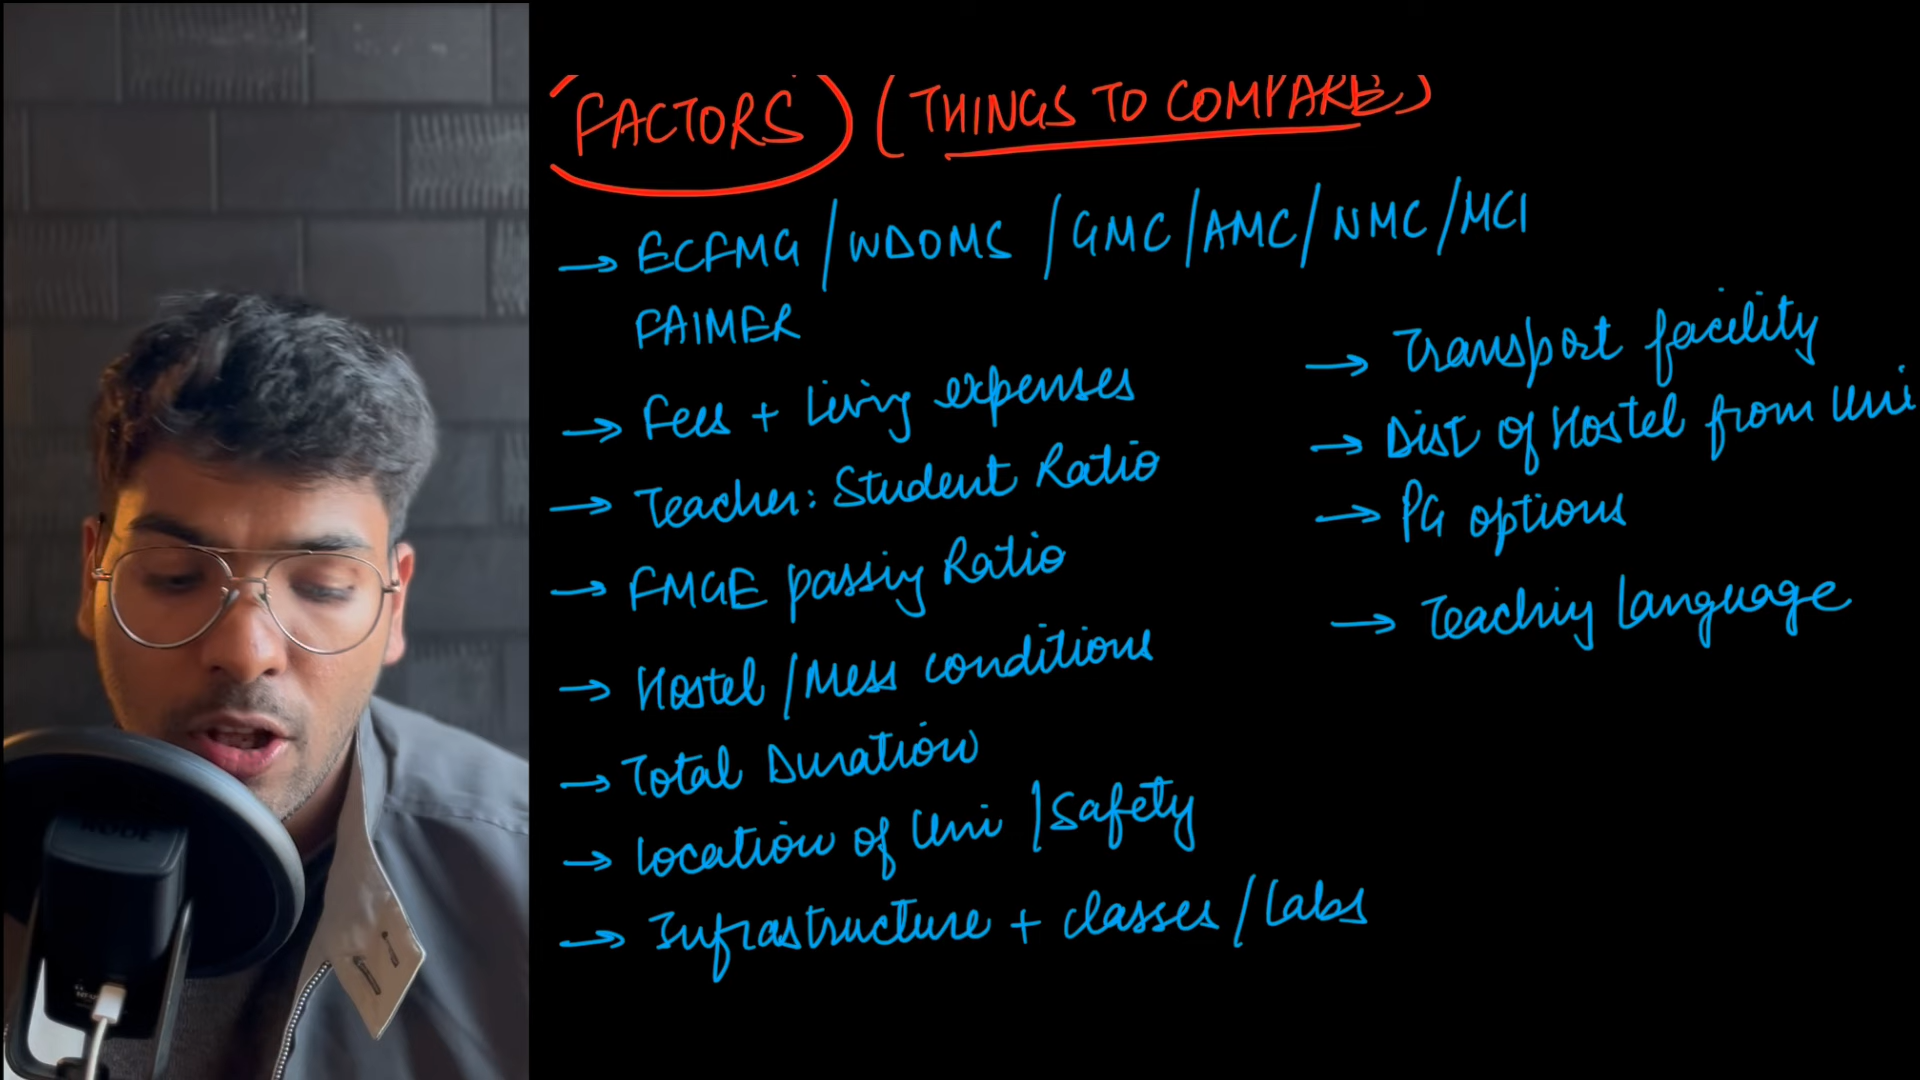 FACTORS (THINGS TO COMPARE)
→ ECFMG / WDOMS / GMC / AMC / NMC / MCI
FAIMER
→ Fees + Living expenses
→ Teacher: Student Ratio
→ FMGE passing Ratio
→ Hostel / Mess conditions
→ Total Duration
→ Location of Uni / Safety
→ Infrastructure + classes / Labs
→ Transport facility
→ Dist of Hostel from Uni
→ PG options
→ Teaching Language
RODE